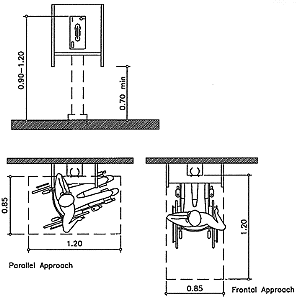 0.90-1.20
0.70 min
0.85
1.20
1.20
0.85
Parallel Approach
Frontal Approach